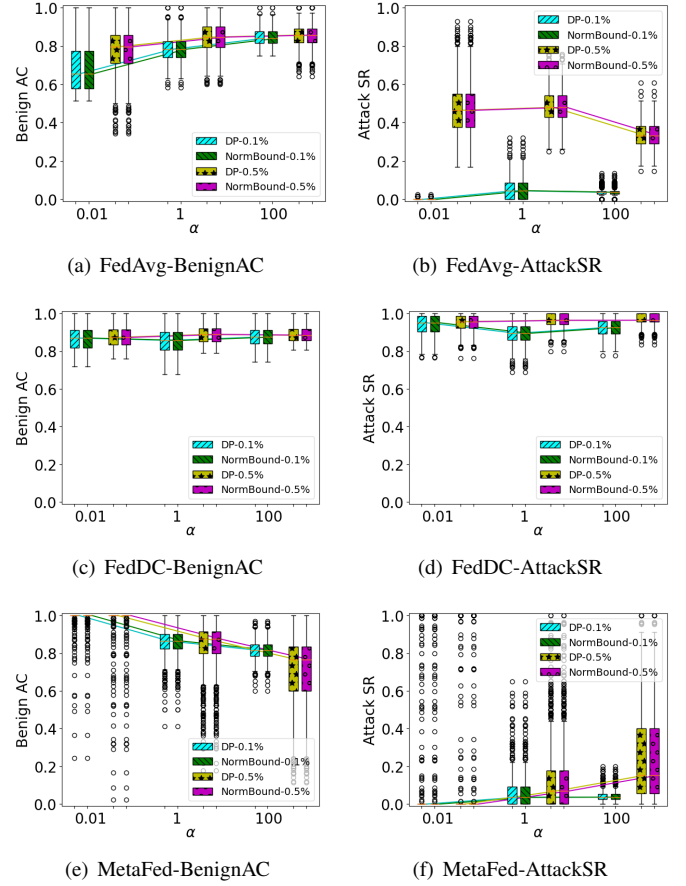 1.0
0.8
0.6
0.4
0.2
0.0
Benign AC
DP-0.1%
NormBound-0.1%
DP-0.5%
NormBound-0.5%
0.01 1 100
α
(a) FedAvg-BenignAC
1.0
0.8
0.6
0.4
0.2
0.0
Attack SR
DP-0.1%
NormBound-0.1%
DP-0.5%
NormBound-0.5%
0.01 1 100
α
(b) FedAvg-AttackSR
1.0
0.8
0.6
0.4
0.2
0.0
Benign AC
DP-0.1%
NormBound-0.1%
DP-0.5%
NormBound-0.5%
0.01 1 100
α
(c) FedDC-BenignAC
1.0
0.8
0.6
0.4
0.2
0.0
Attack SR
DP-0.1%
NormBound-0.1%
DP-0.5%
NormBound-0.5%
0.01 1 100
α
(d) FedDC-AttackSR
1.0
0.8
0.6
0.4
0.2
0.0
Benign AC
DP-0.1%
NormBound-0.1%
DP-0.5%
NormBound-0.5%
0.01 1 100
α
(e) MetaFed-BenignAC
1.0
0.8
0.6
0.4
0.2
0.0
Attack SR
DP-0.1%
NormBound-0.1%
DP-0.5%
NormBound-0.5%
0.01 1 100
α
(f) MetaFed-AttackSR